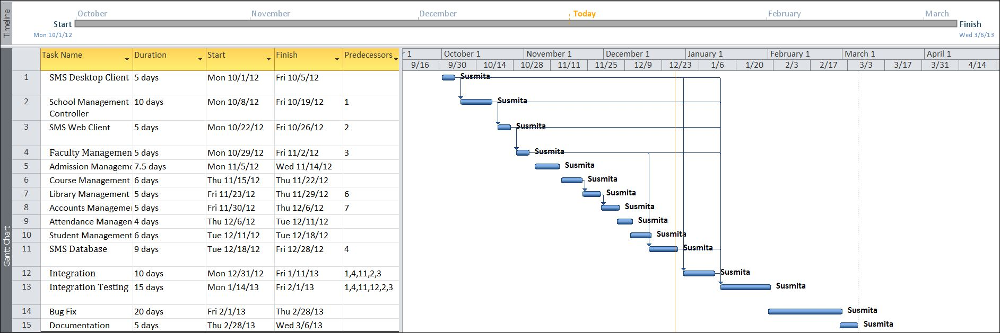 Timeline
October November December Today February March
Start Finish
Mon 10/1/12 Wed 3/6/13
Gantt Chart
Task Name Duration Start Finish Predecessors
r 1 October 1 November 1 December 1 January 1 February 1 March 1 April 1
9/16 9/30 10/14 10/28 11/11 11/25 12/9 12/23 1/6 1/20 2/3 2/17 3/3 3/17 3/31 4/14
1 SMS Desktop Client 5 days Mon 10/1/12 Fri 10/5/12 Susmita
2 School Management 10 days Mon 10/8/12 Fri 10/19/12 1 Susmita
Controller
3 SMS Web Client 5 days Mon 10/22/12 Fri 10/26/12 2 Susmita
4 Faculty Managemen 5 days Mon 10/29/12 Fri 11/2/12 3 Susmita
5 Admission Manageme 7.5 days Mon 11/5/12 Wed 11/14/12 Susmita
6 Course Management 6 days Thu 11/15/12 Thu 11/22/12 Susmita
7 Library Management 5 days Fri 11/23/12 Thu 11/29/12 6 Susmita
8 Accounts Manageme 5 days Fri 11/30/12 Thu 12/6/12 7 Susmita
9 Attendance Managen 4 days Thu 12/6/12 Tue 12/11/12 Susmita
10 Student Management 6 days Tue 12/11/12 Tue 12/18/12 Susmita
11 SMS Database 9 days Tue 12/18/12 Fri 12/28/12 4 Susmita
12 Integration 10 days Mon 12/31/12 Fri 1/11/13 1,4,11,2,3 Susmita
13 Integration Testing 15 days Mon 1/14/13 Fri 2/1/13 1,4,11,12,2,3 Susmita
14 Bug Fix 20 days Fri 2/1/13 Thu 2/28/13 Susmita
15 Documentation 5 days Thu 2/28/13 Wed 3/6/13 Susmita